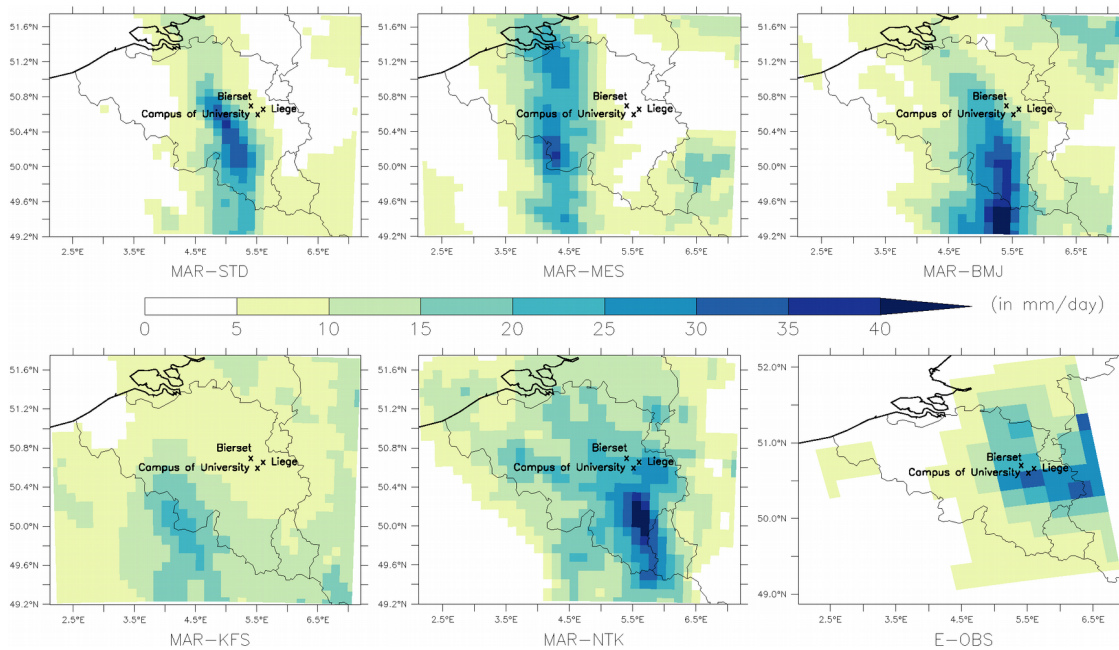 51.6°N
51.2°N
50.8°N
50.4°N
50.0°N
49.6°N
49.2°N
Bierset
Campus of University
Liege
2.5°E 3.5°E 4.5°E 5.5°E 6.5°E
MAR-STD
51.6°N
51.2°N
50.8°N
50.4°N
50.0°N
49.6°N
49.2°N
Bierset
Campus of University
Liege
2.5°E 3.5°E 4.5°E 5.5°E 6.5°E
MAR-MES
51.6°N
51.2°N
50.8°N
50.4°N
50.0°N
49.6°N
49.2°N
Bierset
Campus of University
Liege
2.5°E 3.5°E 4.5°E 5.5°E 6.5°E
MAR-BMJ
(in mm/day)
0 5 10 15 20 25 30 35 40
51.6°N
51.2°N
50.8°N
50.4°N
50.0°N
49.6°N
49.2°N
Bierset
Campus of University
Liege
2.5°E 3.5°E 4.5°E 5.5°E 6.5°E
MAR-KFS
51.6°N
51.2°N
50.8°N
50.4°N
50.0°N
49.6°N
49.2°N
Bierset
Campus of University
Liege
2.5°E 3.5°E 4.5°E 5.5°E 6.5°E
MAR-NTK
52.0°N
51.0°N
50.0°N
49.0°N
Bierset
Campus of University
Liege
2.5°E 3.5°E 4.5°E 5.5°E 6.5°E
E-OBS